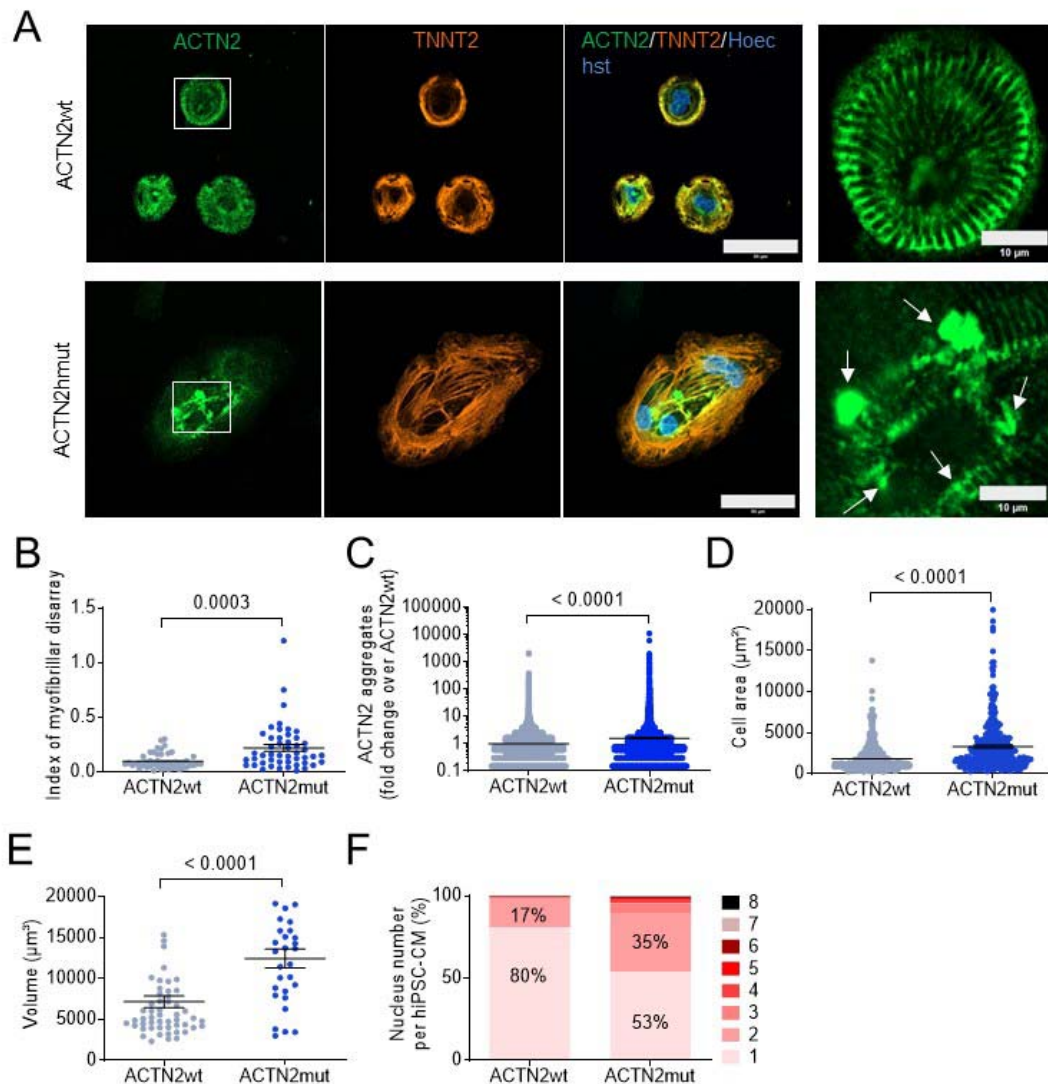 A
ACTN2
TNNT2
ACTN2/TNNT2/Hoec
hst
ACTN2wt
10 µm
ACTN2hmut
10 µm
B
Index of myofibrillar disarray
1.5
1.0
0.5
0.0
0.0003
ACTN2wt
ACTN2mut
C
ACTN2 aggregates
(fold change over ACTN2wt)
100000
10000
1000
100
10
1
0.1
< 0.0001
ACTN2wt
ACTN2mut
D
Cell area (µm²)
20000
15000
10000
5000
0
< 0.0001
ACTN2wt
ACTN2mut
E
Volume (µm³)
20000
15000
10000
5000
0
< 0.0001
ACTN2wt
ACTN2mut
F
Nucleus number
per hiPSC-CM (%)
100
50
0
17%
80%
35%
53%
ACTN2wt
ACTN2mut
8
7
6
5
4
3
2
1